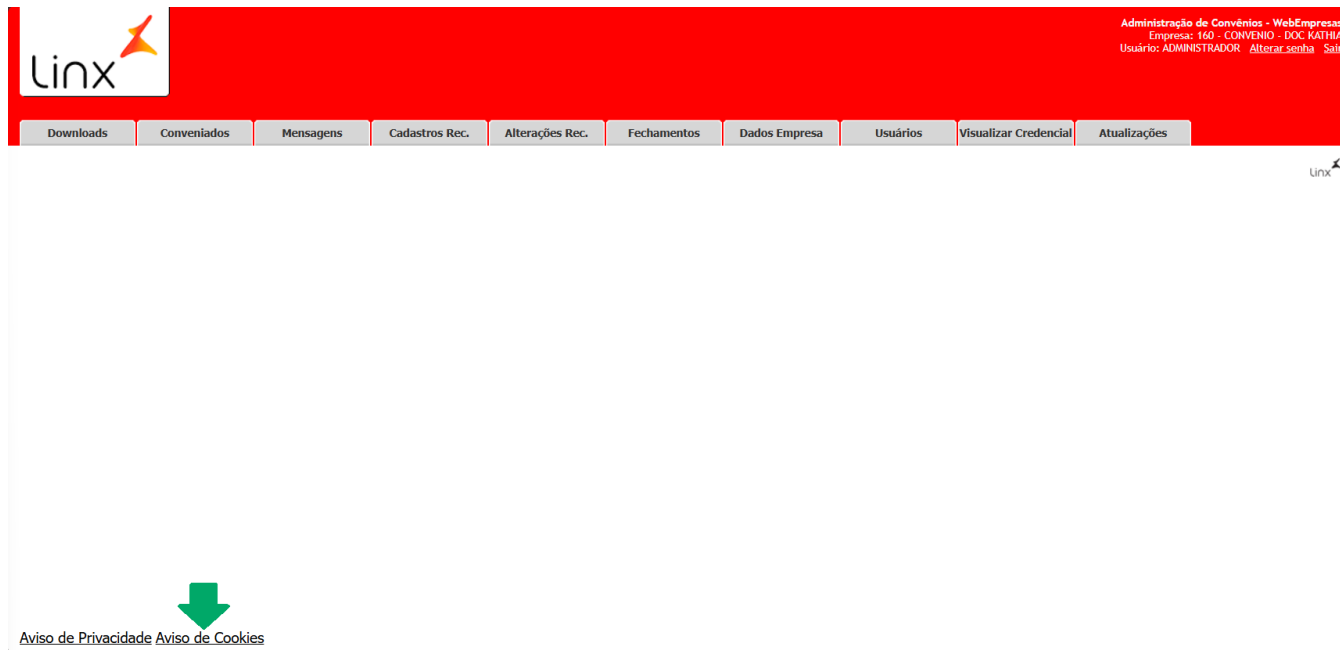 Linx
Administração de Convênios - WebEmpresas
Empresa: 160 - CONVENIO - DOC KATHIA
Usuário: ADMINISTRADOR Alterar senha Sair
Downloads Conveniados Mensagens Cadastros Rec. Alterações Rec. Fechamentos Dados Empresa Usuários Visualizar Credencial Atualizações
Linx
Aviso de Privacidade Aviso de Cookies